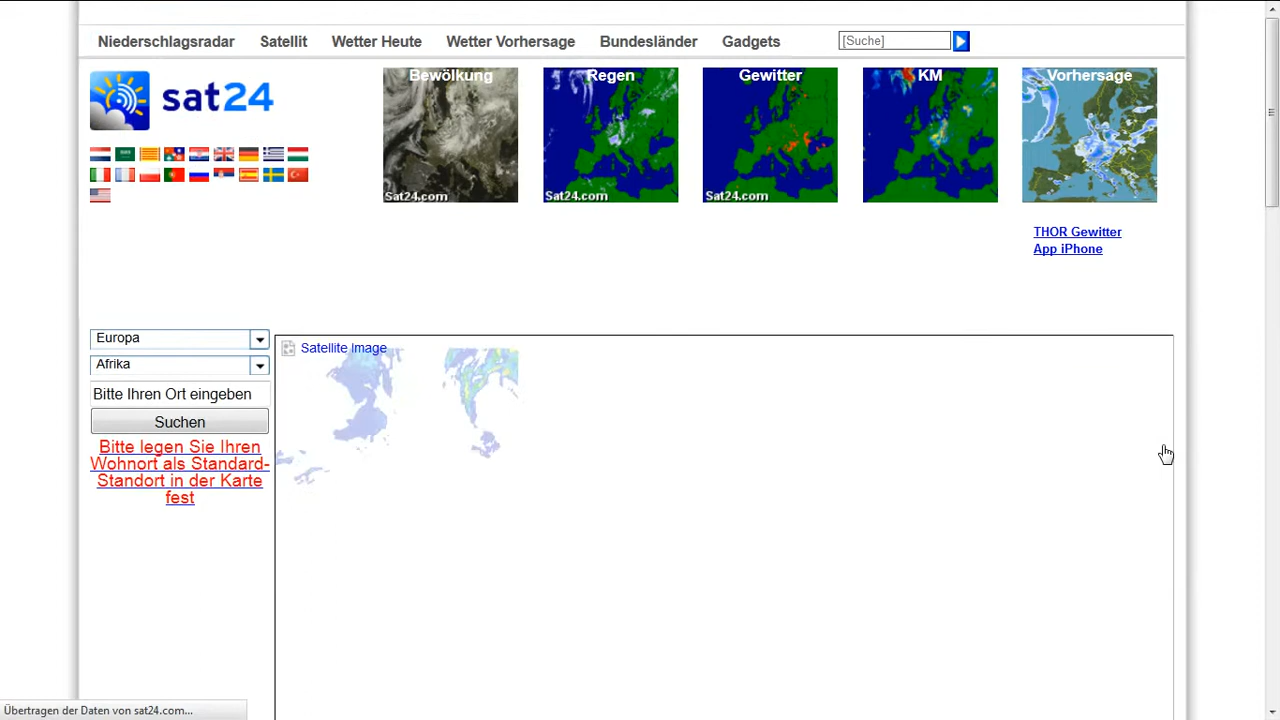 Niederschlagsradar Satellit Wetter Heute Wetter Vorhersage Bundesländer Gadgets [Suche]
sat24
Bewölkung Regen Gewitter KM Vorhersage
Sat24.com Sat24.com Sat24.com
THOR Gewitter
App iPhone
Europa
Afrika
Bitte Ihren Ort eingeben
Suchen
Bitte legen Sie Ihren
Wohnort als Standard-
Standort in der Karte
fest
Satellite Image
Übertragen der Daten von sat24.com...